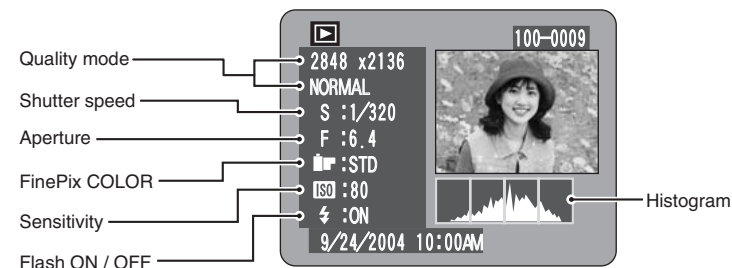 100-0009
Quality mode
2848 x2136
NORMAL
Shutter speed
S :1/320
Aperture
F :6.4
FinePix COLOR
:STD
Sensitivity
ISO :80
Flash ON / OFF
:ON
Histogram
9/24/2004 10:00AM